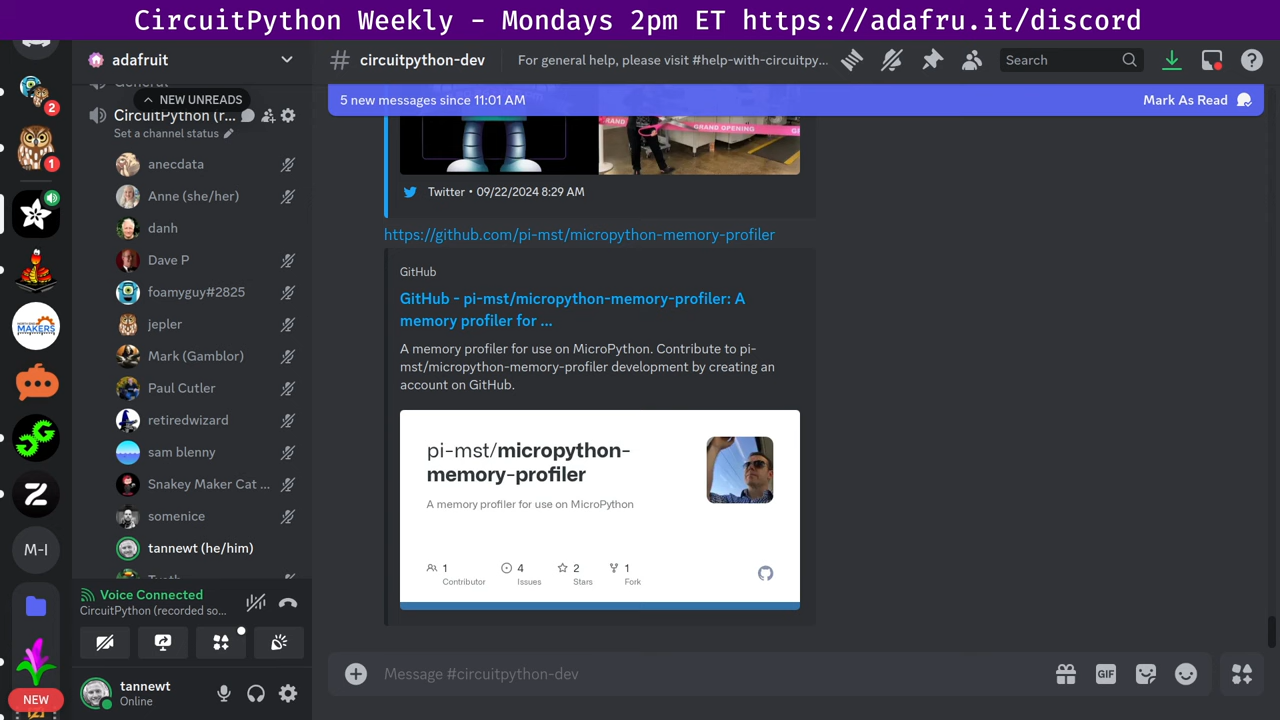 CircuitPython Weekly - Mondays 2pm ET https://adafru.it/discord
adafruit
General
NEW UNREADS
CircuitPython (r...
Set a channel status
anecdata
Anne (she/her)
danh
Dave P
foamyguy#2825
jepler
Mark (Gamblor)
Paul Cutler
retiredwizard
sam blenny
Snakey Maker Cat ...
somenice
tannewt (he/him)
Voice Connected
CircuitPython (recorded so...
tannewt
Online
2
1
M-I
NEW
circuitpython-dev
For general help, please visit #help-with-circuitpy...
Search
5 new messages since 11:01 AM
Mark As Read
GRAND OPENING
Twitter • 09/22/2024 8:29 AM
https://github.com/pi-mst/micropython-memory-profiler
GitHub
GitHub - pi-mst/micropython-memory-profiler: A
memory profiler for ...
A memory profiler for use on MicroPython. Contribute to pi-
mst/micropython-memory-profiler development by creating an
account on GitHub.
pi-mst/micropython-
memory-profiler
A memory profiler for use on MicroPython
1
Contributor
4
Issues
2
Stars
1
Fork
Message #circuitpython-dev
GIF